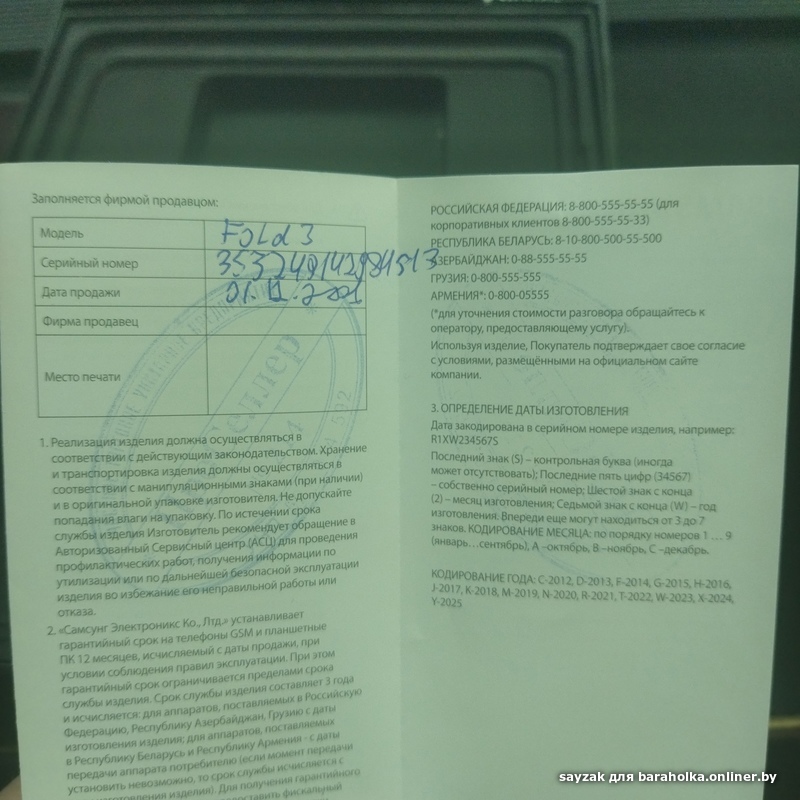 Заполняется фирмой продавцом:
Модель Fold 3
Серийный номер
Дата продажи
Фирма продавец
Место печати
1. Реализация изделия должна осуществляться в
соответствии с действующим законодательством. Хранение
и транспортировка изделия должны осуществляться в
соответствии с манипуляционными знаками (при наличии)
и в оригинальной упаковке изготовителя. Не допускайте
попадания влаги на упаковку. По истечении срока
службы изделия Изготовитель рекомендует обращение в
Авторизованный Сервисный центр (АСЦ) для проведения
профилактических работ, получения информации по
утилизации или по дальнейшей безопасной эксплуатации
изделия во избежание его неправильной работы или
отказа.
2. «Самсунг Электроникс Ко., Лтд.» устанавливает
гарантийный срок на телефоны GSM и планшетные
ПК 12 месяцев, исчисляемый с даты продажи, при
условии соблюдения правил эксплуатации. При этом
гарантийный срок ограничивается пределами срока
службы изделия. Срок службы изделия составляет 3 года
и исчисляется: для аппаратов, поставляемых в Российскую
Федерацию, Республику Азербайджан, Грузию с даты
изготовления изделия; для аппаратов, поставляемых
в Республику Беларусь и Республику Армения - с даты
передачи аппарата потребителю (если момент передачи
установить невозможно, то срок службы исчисляется с
изготовления изделия). Для получения гарантийного
фискальный
РОССИЙСКАЯ ФЕДЕРАЦИЯ: 8-800-555-55-55 (для
корпоративных клиентов 8-800-555-55-33)
РЕСПУБЛИКА БЕЛАРУСЬ: 8-10-800-500-55-500
АЗЕРБАЙДЖАН: 0-88-555-55-55
ГРУЗИЯ: 0-800-555-555
АРМЕНИЯ*: 0-800-05555
(*для уточнения стоимости разговора обращайтесь к
оператору, предоставляющему услугу).
Используя изделие, Покупатель подтверждает свое согласие
с условиями, размещёнными на официальном сайте
компании.
3. ОПРЕДЕЛЕНИЕ ДАТЫ ИЗГОТОВЛЕНИЯ
Дата закодирована в серийном номере изделия, например:
R1XW234567S
Последний знак (S) – контрольная буква (иногда
может отсутствовать); Последние пять цифр (34567)
– собственно серийный номер; Шестой знак с конца
(2) – месяц изготовления; Седьмой знак с конца (W) – год
изготовления. Впереди еще могут находиться от 3 до 7
знаков. КОДИРОВАНИЕ МЕСЯЦА: по порядку номеров 1 … 9
(январь…сентябрь), A –октябрь, B –ноябрь, C –декабрь.
КОДИРОВАНИЕ ГОДА: C-2012, D-2013, F-2014, G-2015, H-2016,
J-2017, K-2018, M-2019, N-2020, R-2021, T-2022, W-2023, X-2024,
Y-2025
sayzak для baraholka.onliner.by